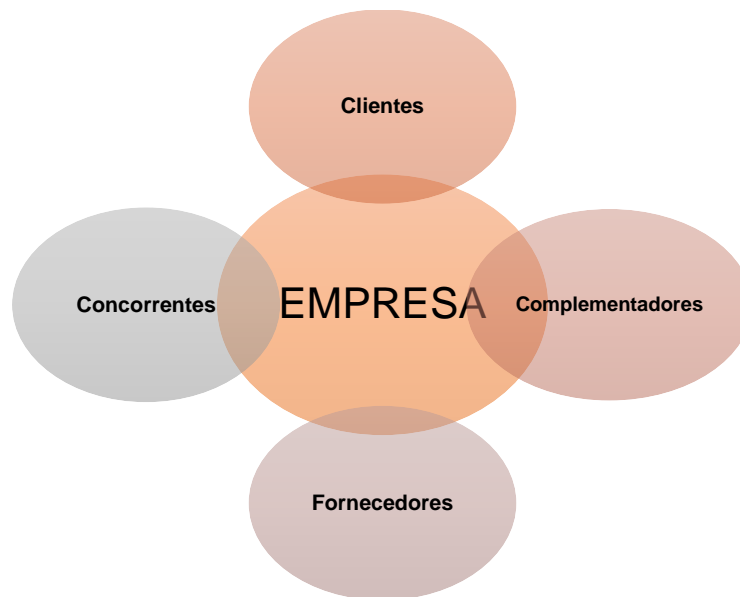 Clientes
Concorrentes
EMPRESA
Complementadores
Fornecedores